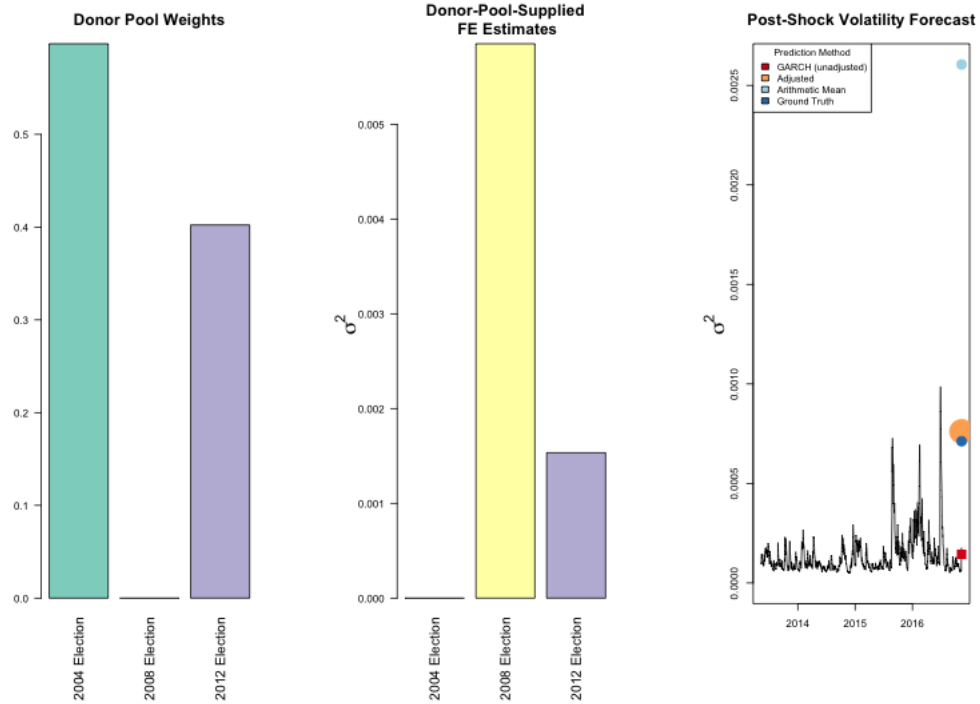 Donor Pool Weights
0.5
0.4
0.3
0.2
0.1
0.0
2004 Election
2008 Election
2012 Election
Donor-Pool-Supplied
FE Estimates
σ2
0.005
0.004
0.003
0.002
0.001
0.000
2004 Election
2008 Election
2012 Election
Post-Shock Volatility Forecast
Prediction Method
GARCH (unadjusted)
Adjusted
Arithmetic Mean
Ground Truth
σ2
0.0025
0.0020
0.0015
0.0010
0.0005
0.0000
2014
2015
2016